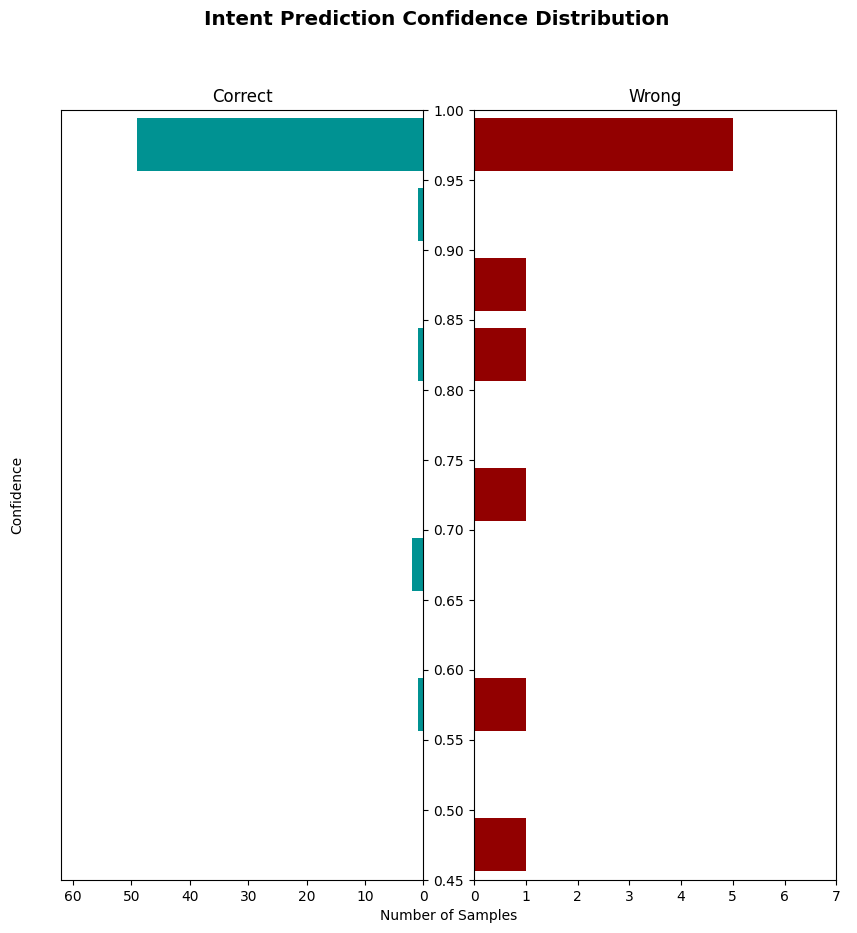 Intent Prediction Confidence Distribution
Correct Wrong
1.00
0.95
0.90
0.85
0.80
0.75
0.70
0.65
0.60
0.55
0.50
0.45
Confidence
60 50 40 30 20 10 0 0 1 2 3 4 5 6 7
Number of Samples